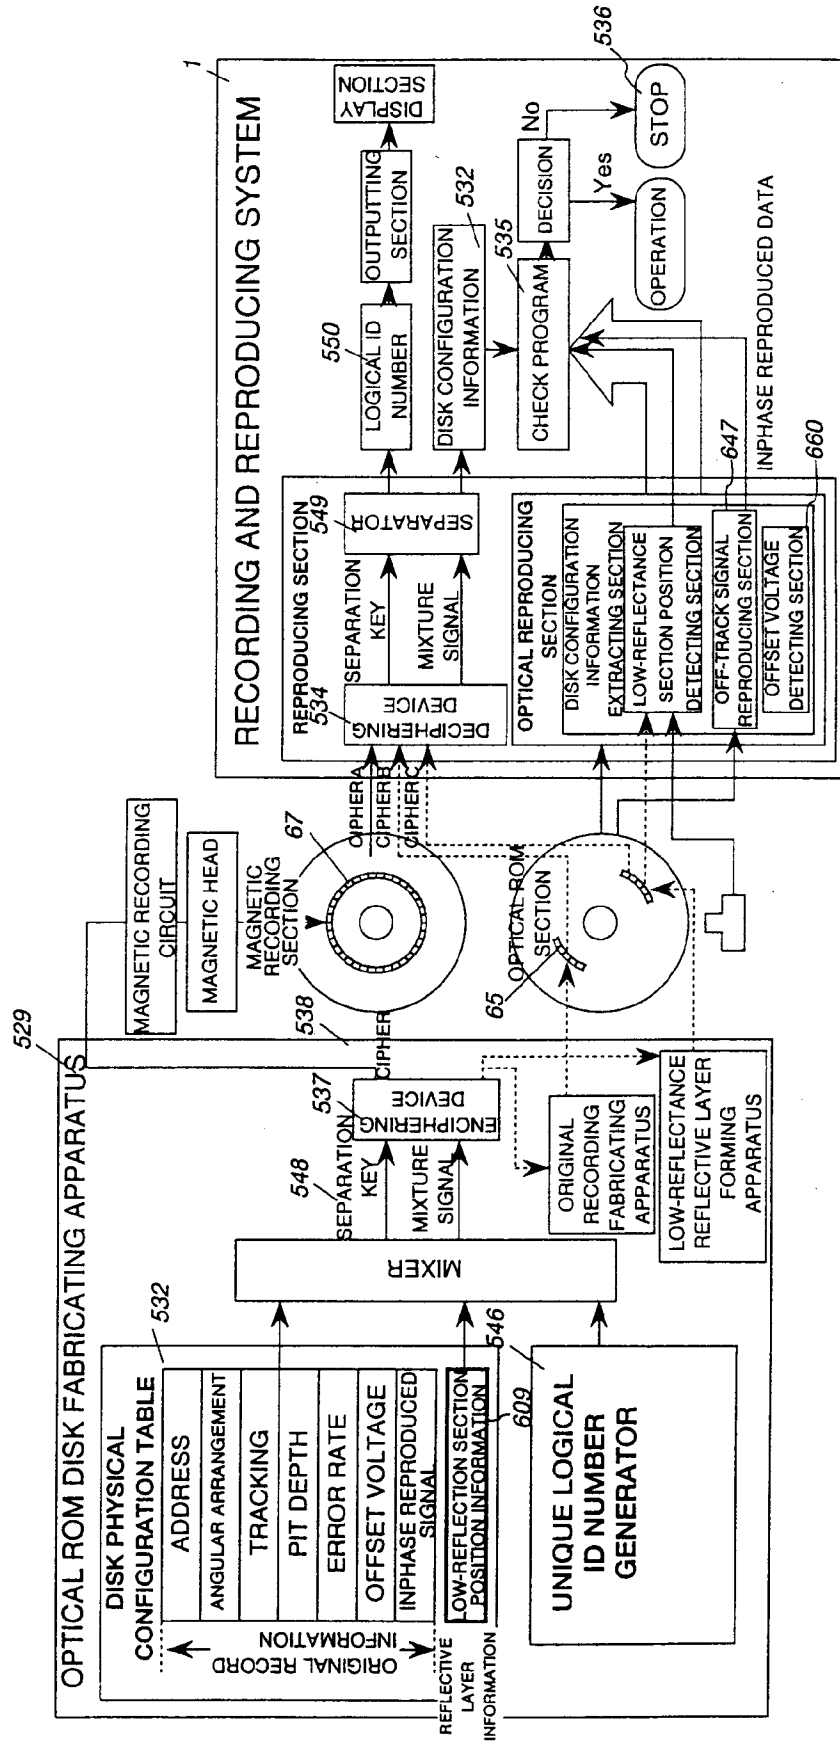 OPTICAL ROM DISK FABRICATING APPARATUS
529
DISK PHYSICAL
CONFIGURATION TABLE
532
ADDRESS
ANGULAR ARRANGEMENT
TRACKING
PIT DEPTH
ERROR RATE
OFFSET VOLTAGE
INPHASE REPRODUCED
SIGNAL
ORIGINAL RECORD
INFORMATION
LOW-REFLECTION SECTION
POSITION INFORMATION
609
REFLECTIVE
LAYER
INFORMATION
UNIQUE LOGICAL
ID NUMBER
GENERATOR
546
MIXER
548
SEPARATION
KEY
MIXTURE
SIGNAL
537
ENCIPHERING
DEVICE
538
CIPHER
ORIGINAL
RECORDING
FABRICATING
APPARATUS
LOW-REFLECTANCE
REFLECTIVE LAYER
FORMING
APPARATUS
MAGNETIC RECORDING
CIRCUIT
MAGNETIC HEAD
MAGNETIC
RECORDING
SECTION
67
65
OPTICAL ROM
SECTION
CIPHER A
CIPHER B
CIPHER C
RECORDING AND REPRODUCING SYSTEM
1
REPRODUCING SECTION
534
DECIPHERING
DEVICE
SEPARATION
KEY
MIXTURE
SIGNAL
549
SEPARATOR
550
LOGICAL ID
NUMBER
OUTPUTTING
SECTION
DISPLAY
SECTION
DISK CONFIGURATION
INFORMATION
532
CHECK PROGRAM
535
DECISION
No
Yes
STOP
536
OPERATION
OPTICAL REPRODUCING
SECTION
DISK CONFIGURATION
INFORMATION
EXTRACTING SECTION
LOW-REFLECTANCE
SECTION POSITION
DETECTING SECTION
OFF-TRACK SIGNAL
REPRODUCING SECTION
647
OFFSET VOLTAGE
DETECTING SECTION
660
INPHASE REPRODUCED DATA